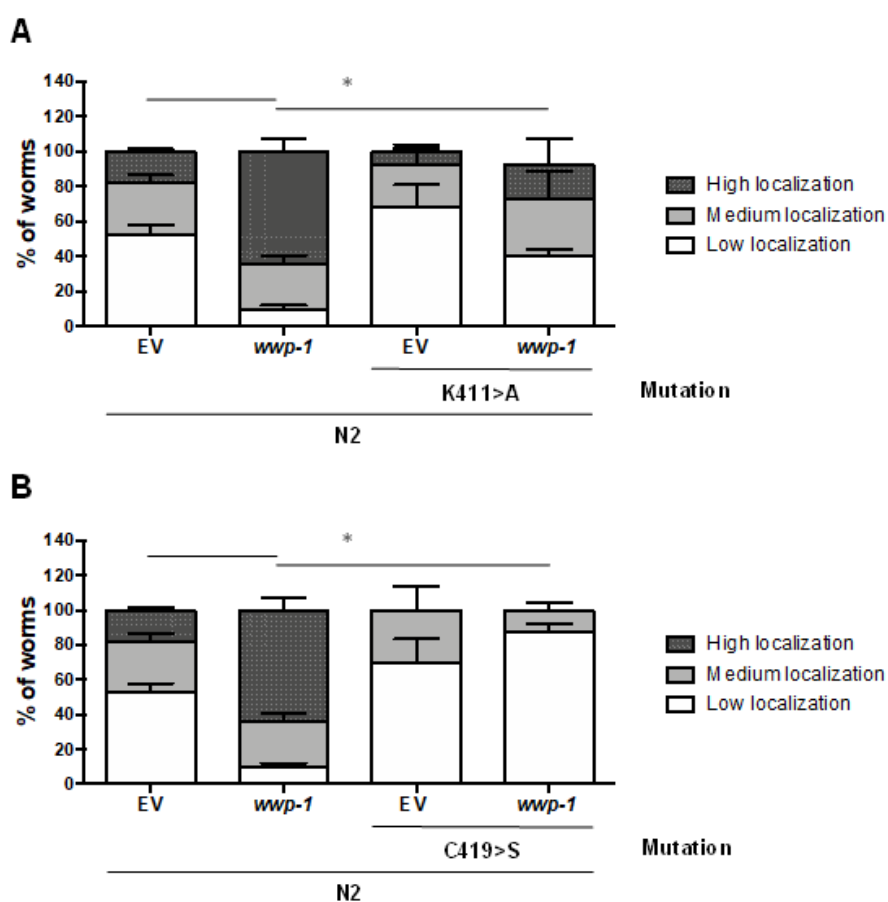 A
*
140
120
100
80
60
40
20
0
% of worms
High localization
Medium localization
Low localization
EV wwp-1 EV wwp-1
K411>A Mutation
N2
B
*
140
120
100
80
60
40
20
0
% of worms
High localization
Medium localization
Low localization
EV wwp-1 EV wwp-1
C419>S Mutation
N2